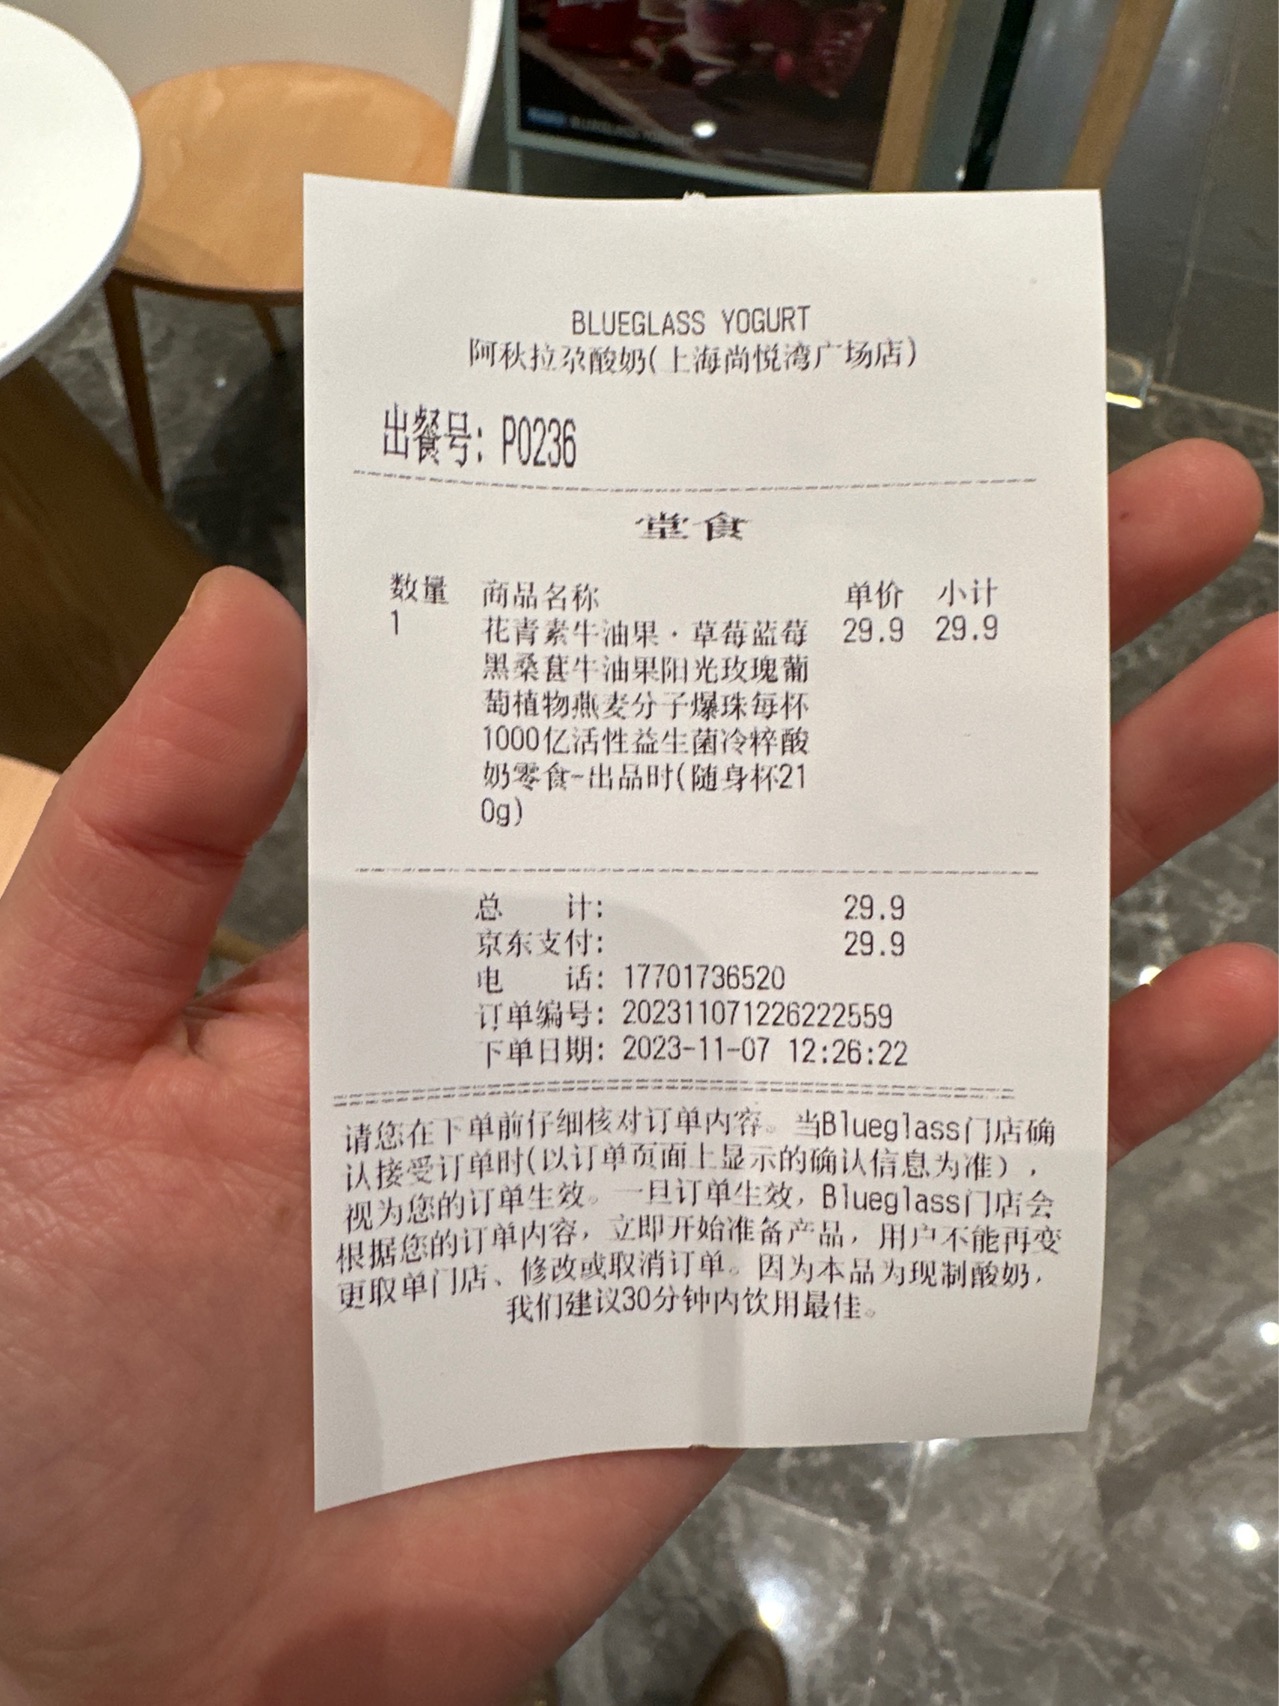 BLUEGLASS YOGURT
阿秋拉尕酸奶(上海尚悦湾广场店)
出餐号: P0236
堂食
数量 商品名称 单价 小计
1 花青素牛油果·草莓蓝莓 29.9 29.9
黑桑葚牛油果阳光玫瑰葡
萄植物燕麦分子爆珠每杯
1000亿活性益生菌冷粹酸
奶零食-出品时(随身杯21
0g)
总 计: 29.9
京东支付: 29.9
电 话: 17701736520
订单编号: 202311071226222559
下单日期: 2023-11-07 12:26:22
请您在下单前仔细核对订单内容。当Blueglass门店确
认接受订单时(以订单页面上显示的确认信息为准),
视为您的订单生效。一旦订单生效, Blueglass门店会
根据您的订单内容, 立即开始准备产品, 用户不能再变
更取单门店、修改或取消订单。因为本品为现制酸奶,
我们建议30分钟内饮用最佳。